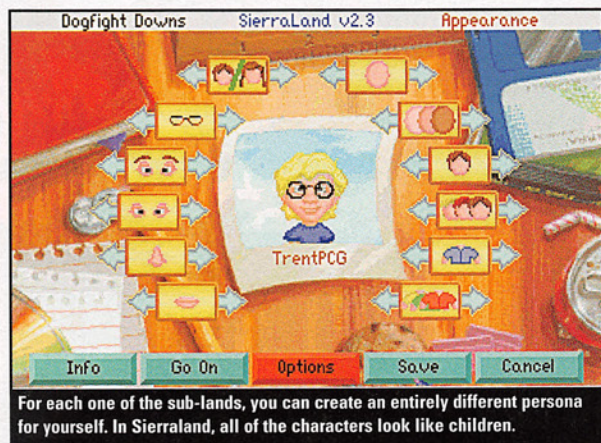 Dogfight Downs SierraLand v2.3 Appearance
TrentPCG
Info Go On Options Save Cancel
For each one of the sub-lands, you can create an entirely different persona
for yourself. In Sierraland, all of the characters look like children.